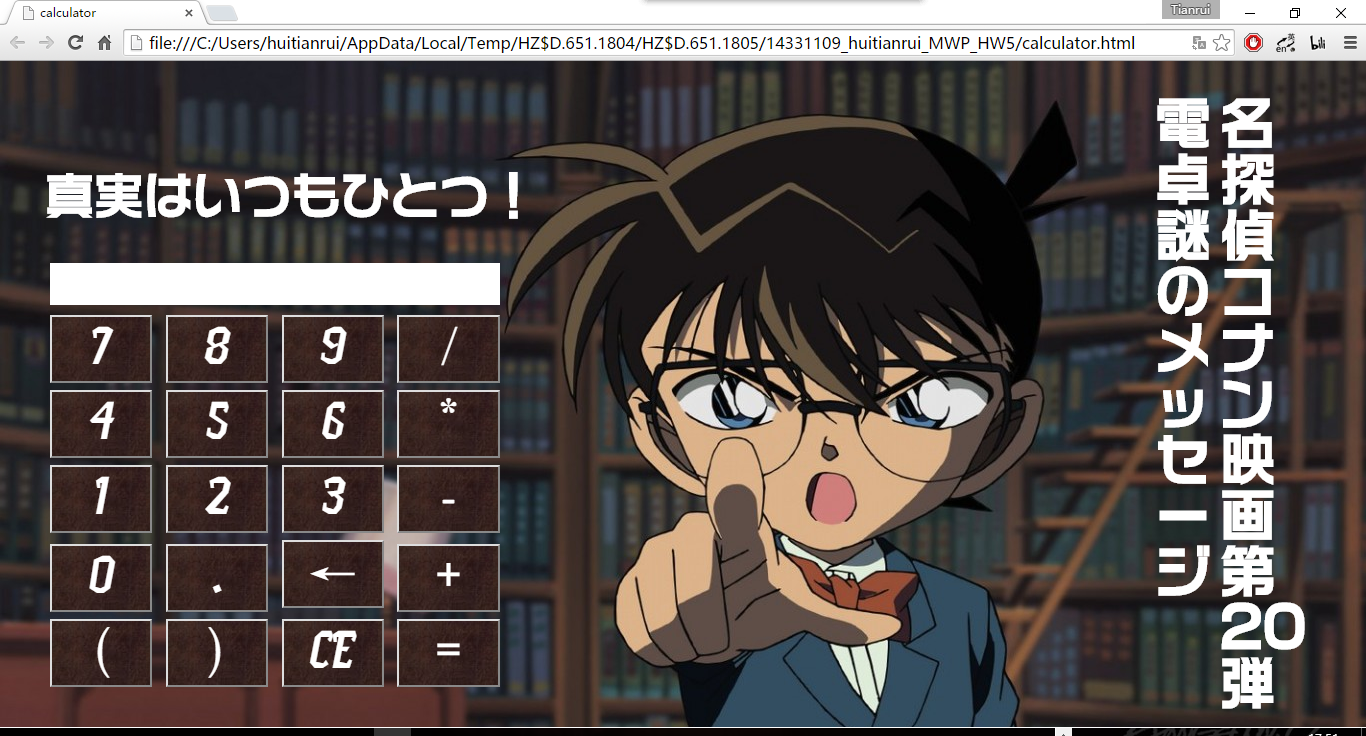 calculator
Tianrui
file:///C:/Users/huitianrui/AppData/Local/Temp/HZ$D.651.1804/HZ$D.651.1805/14331109_huitianrui_MWP_HW5/calculator.html
英
en
bili
真実はいつもひとつ！
7 8 9 /
4 5 6 *
1 2 3 -
0 . ← +
( ) CE =
名探偵コナン映画第20弾
電卓謎のメッセージ